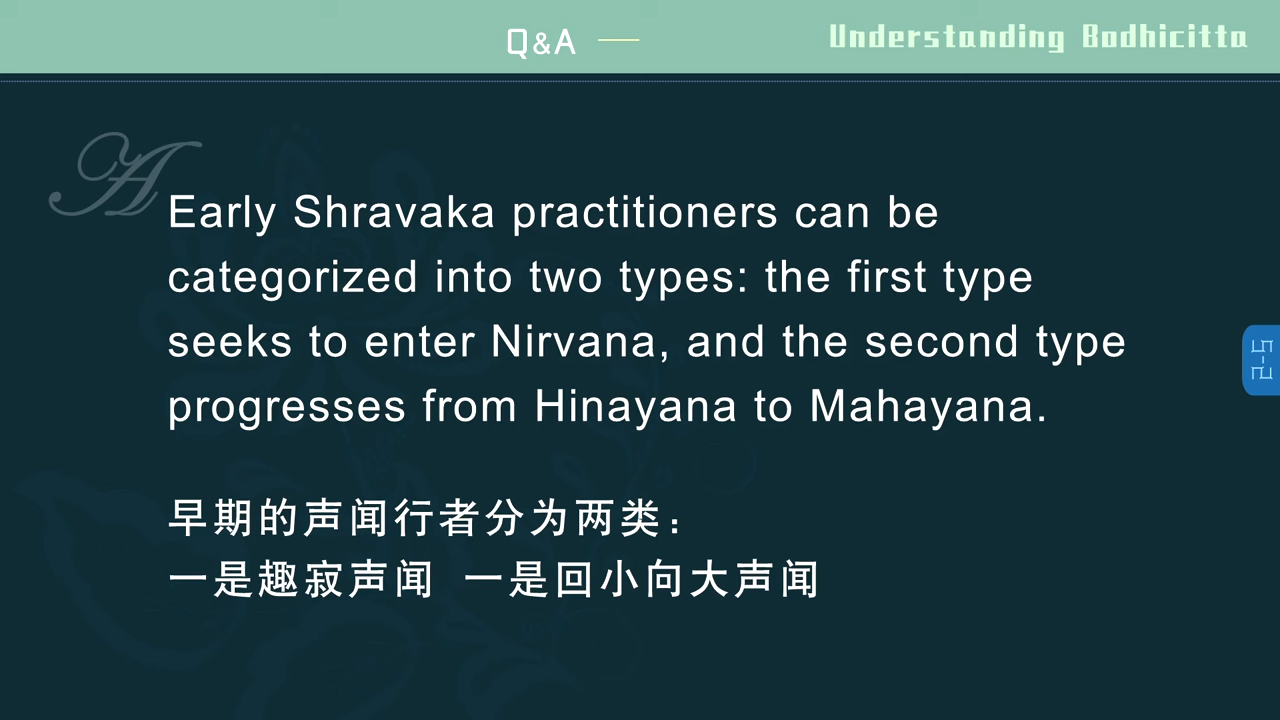 Q&A
Understanding Bodhicitta
A
Early Shravaka practitioners can be
categorized into two types: the first type
seeks to enter Nirvana, and the second type
progresses from Hinayana to Mahayana.
5-2
早期的声闻行者分为两类：
一是趣寂声闻 一是回小向大声闻